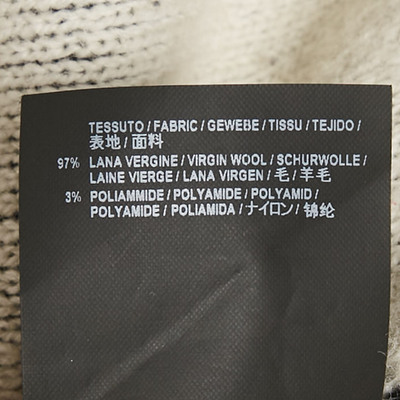 TESSUTO / FABRIC / GEWEBE / TISSU / TEJIDO /
表地 / 面料
97% LANA VERGINE / VIRGIN WOOL / SCHURWOLLE /
LAINE VIERGE / LANA VIRGEN / 毛 / 羊毛
3% POLIAMMIDE / POLYAMIDE / POLYAMID /
POLYAMIDE / POLIAMIDA / ナイロン / 锦纶